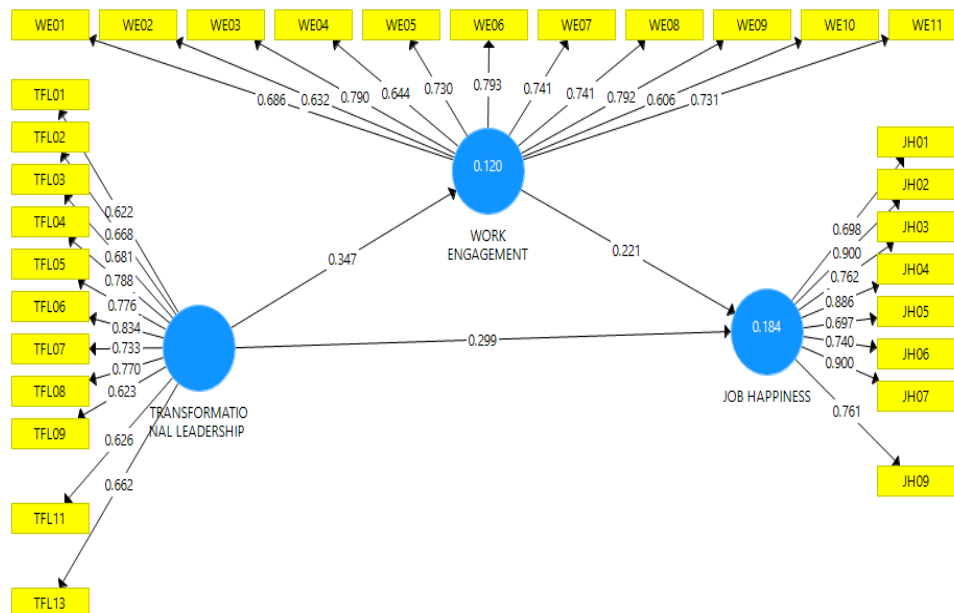 WE01 WE02 WE03 WE04 WE05 WE06 WE07 WE08 WE09 WE10 WE11
0.686 0.632 0.790 0.644 0.730 0.793 0.741 0.741 0.792 0.606 0.731
TFL01
TFL02
TFL03
TFL04
TFL05
TFL06
TFL07
TFL08
TFL09
TFL11
TFL13
0.622
0.668
0.681
0.788
0.776
0.834
0.733
0.770
0.623
0.626
0.662
TRANSFORMATIO
NAL LEADERSHIP
0.347
0.120
WORK
ENGAGEMENT
0.221
0.299
0.184
JOB HAPPINESS
0.698
0.900
0.762
0.886
0.697
0.740
0.900
0.761
JH01
JH02
JH03
JH04
JH05
JH06
JH07
JH09